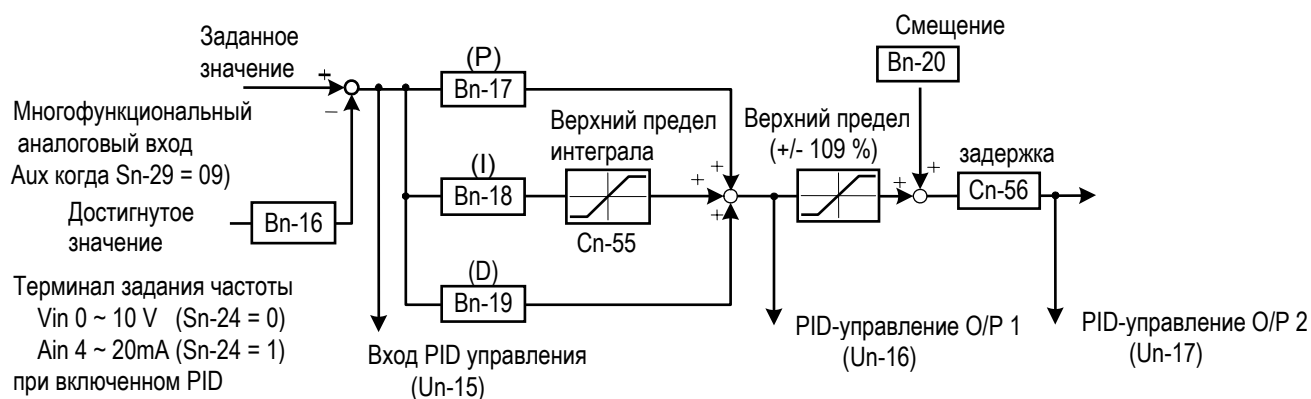 Заданное
значение
+
−
Многофункциональный
аналоговый вход
Aux когда Sn-29 = 09)
Достигнутое
значение
Bn-16
Терминал задания частоты
Vin 0 ~ 10 V (Sn-24 = 0)
Ain 4 ~ 20mA (Sn-24 = 1)
при включенном PID
(P)
Bn-17
(I)
Bn-18
(D)
Bn-19
Вход PID управления
(Un-15)
Верхний предел
интеграла
Cn-55
+
+
+
Верхний предел
(+/- 109 %)
PID-управление O/P 1
(Un-16)
Смещение
Bn-20
+
+
задержка
Cn-56
PID-управление O/P 2
(Un-17)